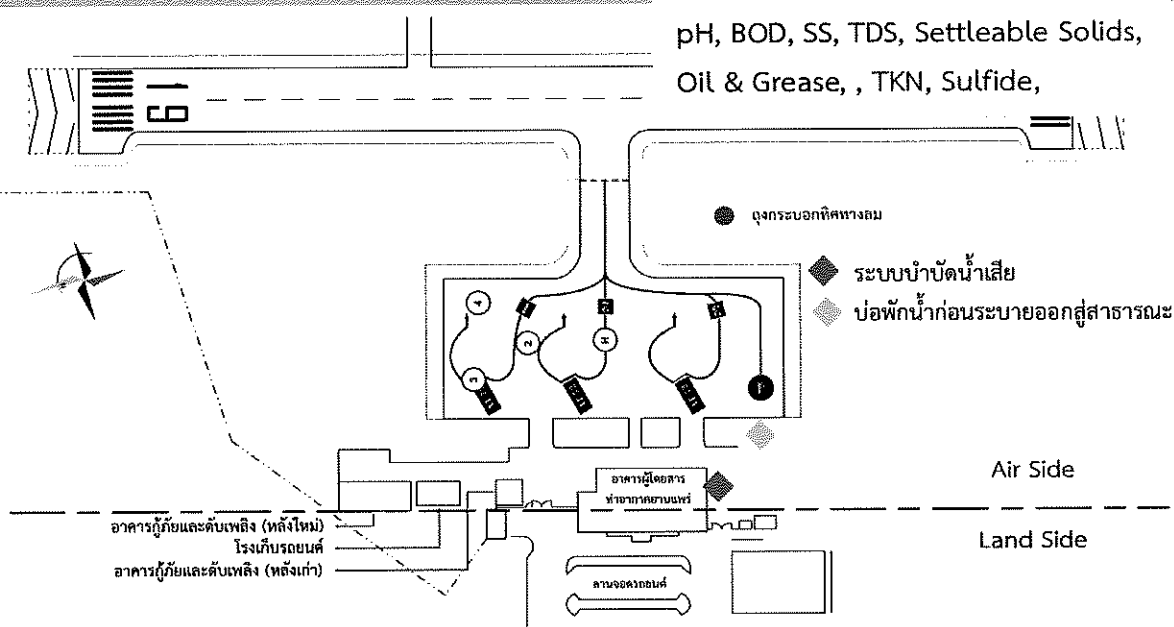 pH, BOD, SS, TDS, Settleable Solids,
Oil & Grease, , TKN, Sulfide,
19
ถุงกระบอกทิศทางลม
ระบบบำบัดน้ำเสีย
บ่อพักน้ำก่อนระบายออกสู่สาธารณะ
4
2
H
3
อาคารผู้โดยสาร
ท่าอากาศยานแพร่
Air Side
Land Side
อาคารกู้ภัยและดับเพลิง (หลังใหม่)
โรงเก็บรถยนต์
อาคารกู้ภัยและดับเพลิง (หลังเก่า)
ลานจอดรถยนต์